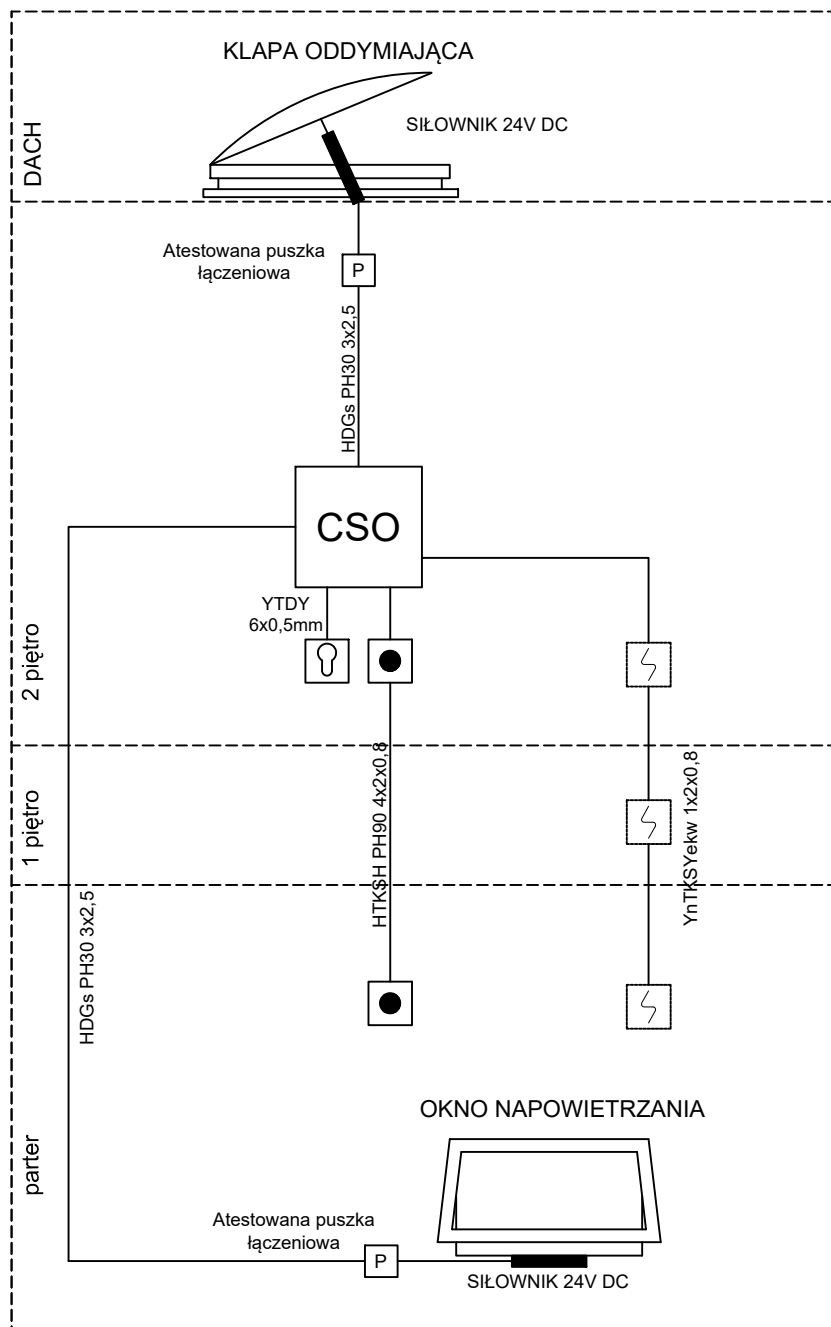 KLAPA ODDYMIAJĄCA
SIŁOWNIK 24V DC
DACH
Atestowana puszka
łączeniowa
P
HDGs PH30 3x2,5
CSO
YTDY
6x0,5mm
2 piętro
HTKSH PH90 4x2x0,8
YnTKSYekw 1x2x0,8
1 piętro
HDGs PH30 3x2,5
OKNO NAPOWIETRZANIA
parter
Atestowana puszka
łączeniowa
P
SIŁOWNIK 24V DC